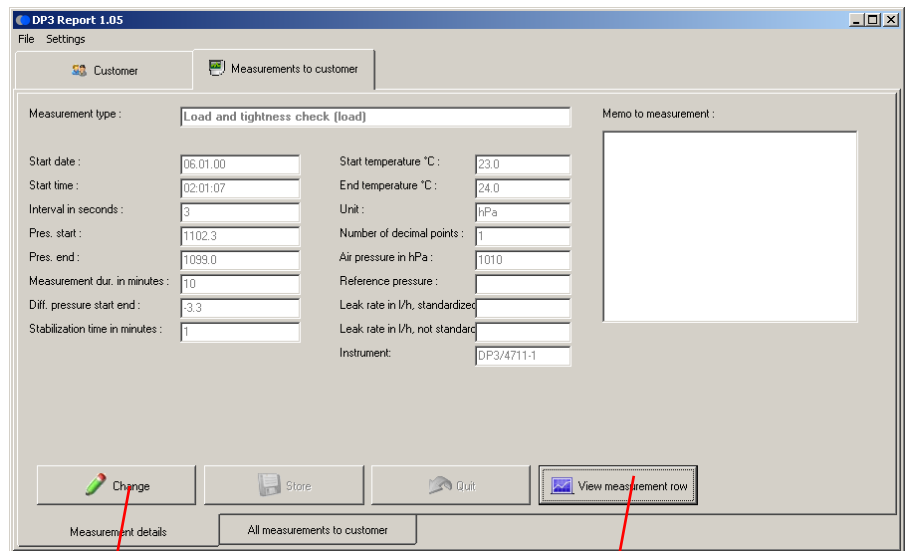 DP3 Report 1.05
File Settings
Customer Measurements to customer
Measurement type : Load and tightness check (load) Memo to measurement :
Start date : 06.01.00 Start temperature °C : 23.0
Start time : 02:01:07 End temperature °C : 24.0
Interval in seconds : 3 Unit : hPa
Pres. start : 1102.3 Number of decimal points : 1
Pres. end : 1099.0 Air pressure in hPa : 1010
Measurement dur. in minutes : 10 Reference pressure :
Diff. pressure start end : -3.3 Leak rate in l/h, standardized
Stabilization time in minutes : 1 Leak rate in l/h, not standard
Instrument: DP3/4711-1
Change Store Quit View measurement row
Measurement details All measurements to customer